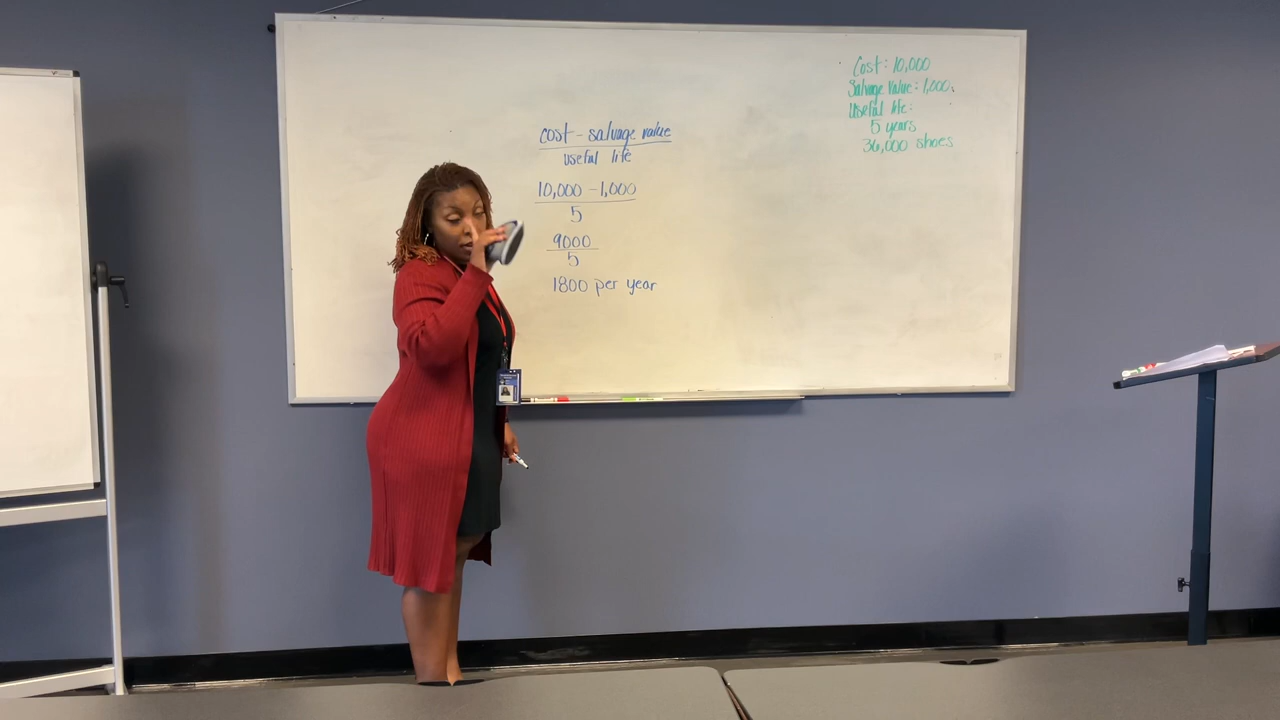 cost - salvage value
useful life
10,000 - 1,000
5
9000
5
1800 per year
Cost: 10,000
Salvage Value: 1,000
Useful life:
5 years
36,000 shoes